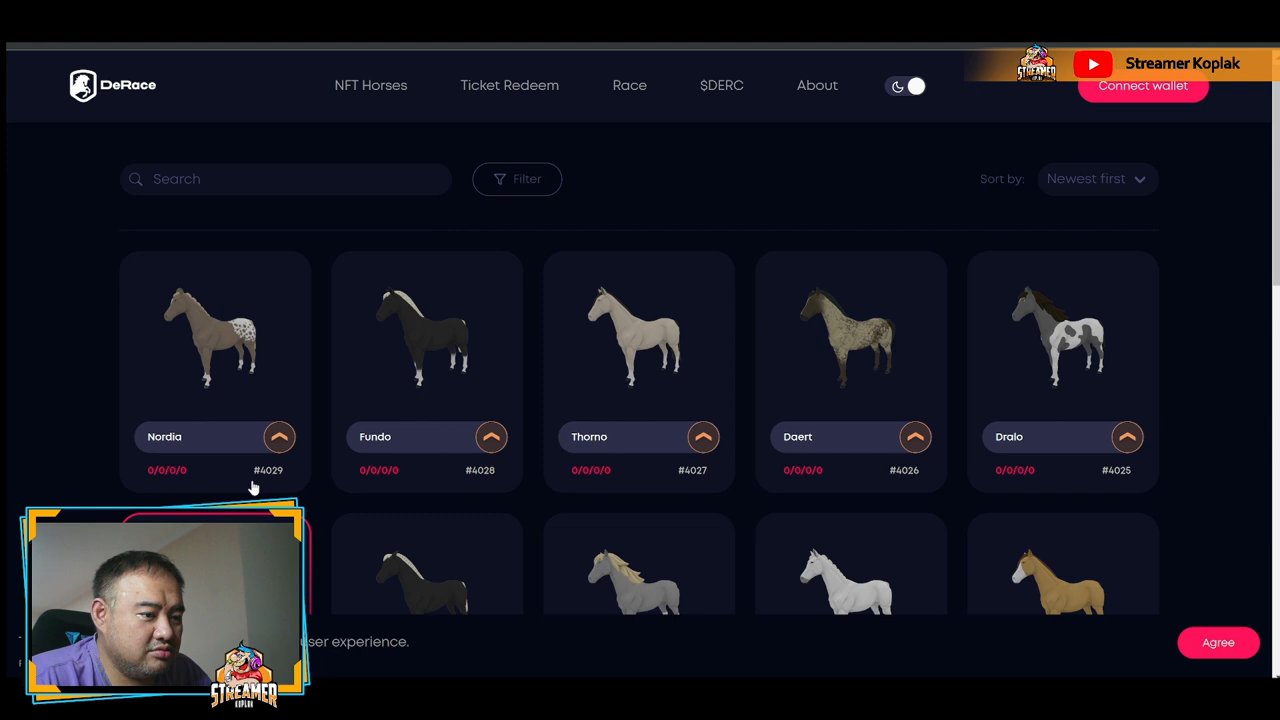 DeRace
NFT Horses
Ticket Redeem
Race
$DERC
About
Connect wallet
Streamer Koplak
Search
Filter
Sort by:
Newest first
Nordia
Fundo
Thorno
Daert
Dralo
0/0/0/0 #4029
0/0/0/0 #4028
0/0/0/0 #4027
0/0/0/0 #4026
0/0/0/0 #4025
user experience.
Agree
STREAMER
KOPLAK
STREAMER